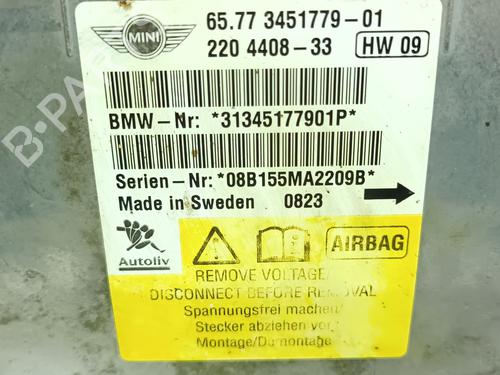 MINI
65.77 3451779-01
220 4408-33 HW 09
BMW-Nr: *31345177901P*
Serien-Nr: *08B155MA2209B*
Made in Sweden 0823
Autoliv
AIRBAG
REMOVE VOLTAGE/
DISCONNECT BEFORE REMOVAL
Spannungsfrei machen/
Stecker abziehen vor
Montage/Demontage
B-PARTS